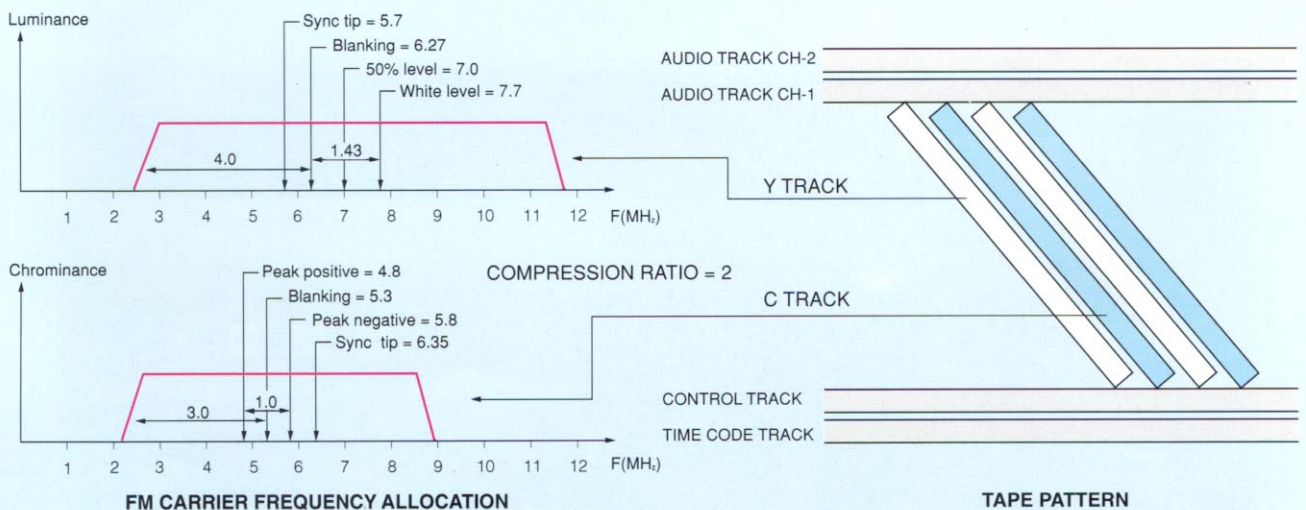 Luminance
Sync tip = 5.7
Blanking = 6.27
50% level = 7.0
White level = 7.7
4.0
1.43
1 2 3 4 5 6 7 8 9 10 11 12 F(MHz)
Chrominance
Peak positive = 4.8
Blanking = 5.3
Peak negative = 5.8
Sync tip = 6.35
3.0
1.0
1 2 3 4 5 6 7 8 9 10 11 12 F(MHz)
FM CARRIER FREQUENCY ALLOCATION
COMPRESSION RATIO = 2
AUDIO TRACK CH-2
AUDIO TRACK CH-1
Y TRACK
C TRACK
CONTROL TRACK
TIME CODE TRACK
TAPE PATTERN